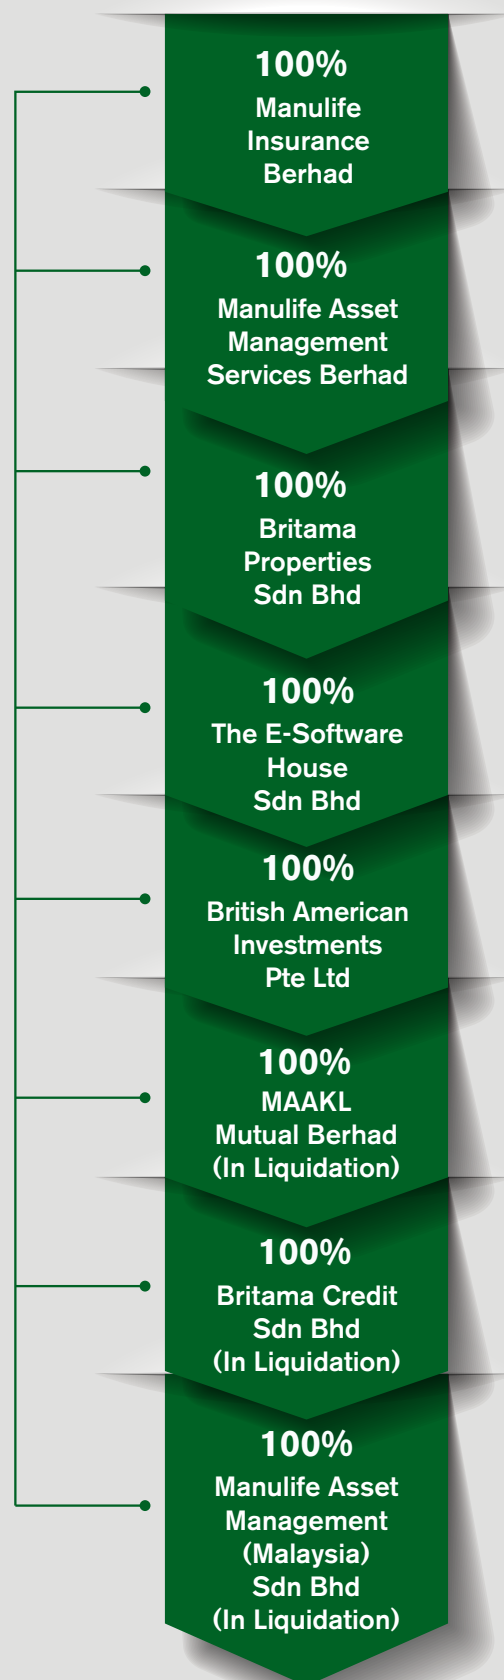 100%
Manulife
Insurance
Berhad
100%
Manulife Asset
Management
Services Berhad
100%
Britama
Properties
Sdn Bhd
100%
The E-Software
House
Sdn Bhd
100%
British American
Investments
Pte Ltd
100%
MAAKL
Mutual Berhad
(In Liquidation)
100%
Britama Credit
Sdn Bhd
(In Liquidation)
100%
Manulife Asset
Management
(Malaysia)
Sdn Bhd
(In Liquidation)